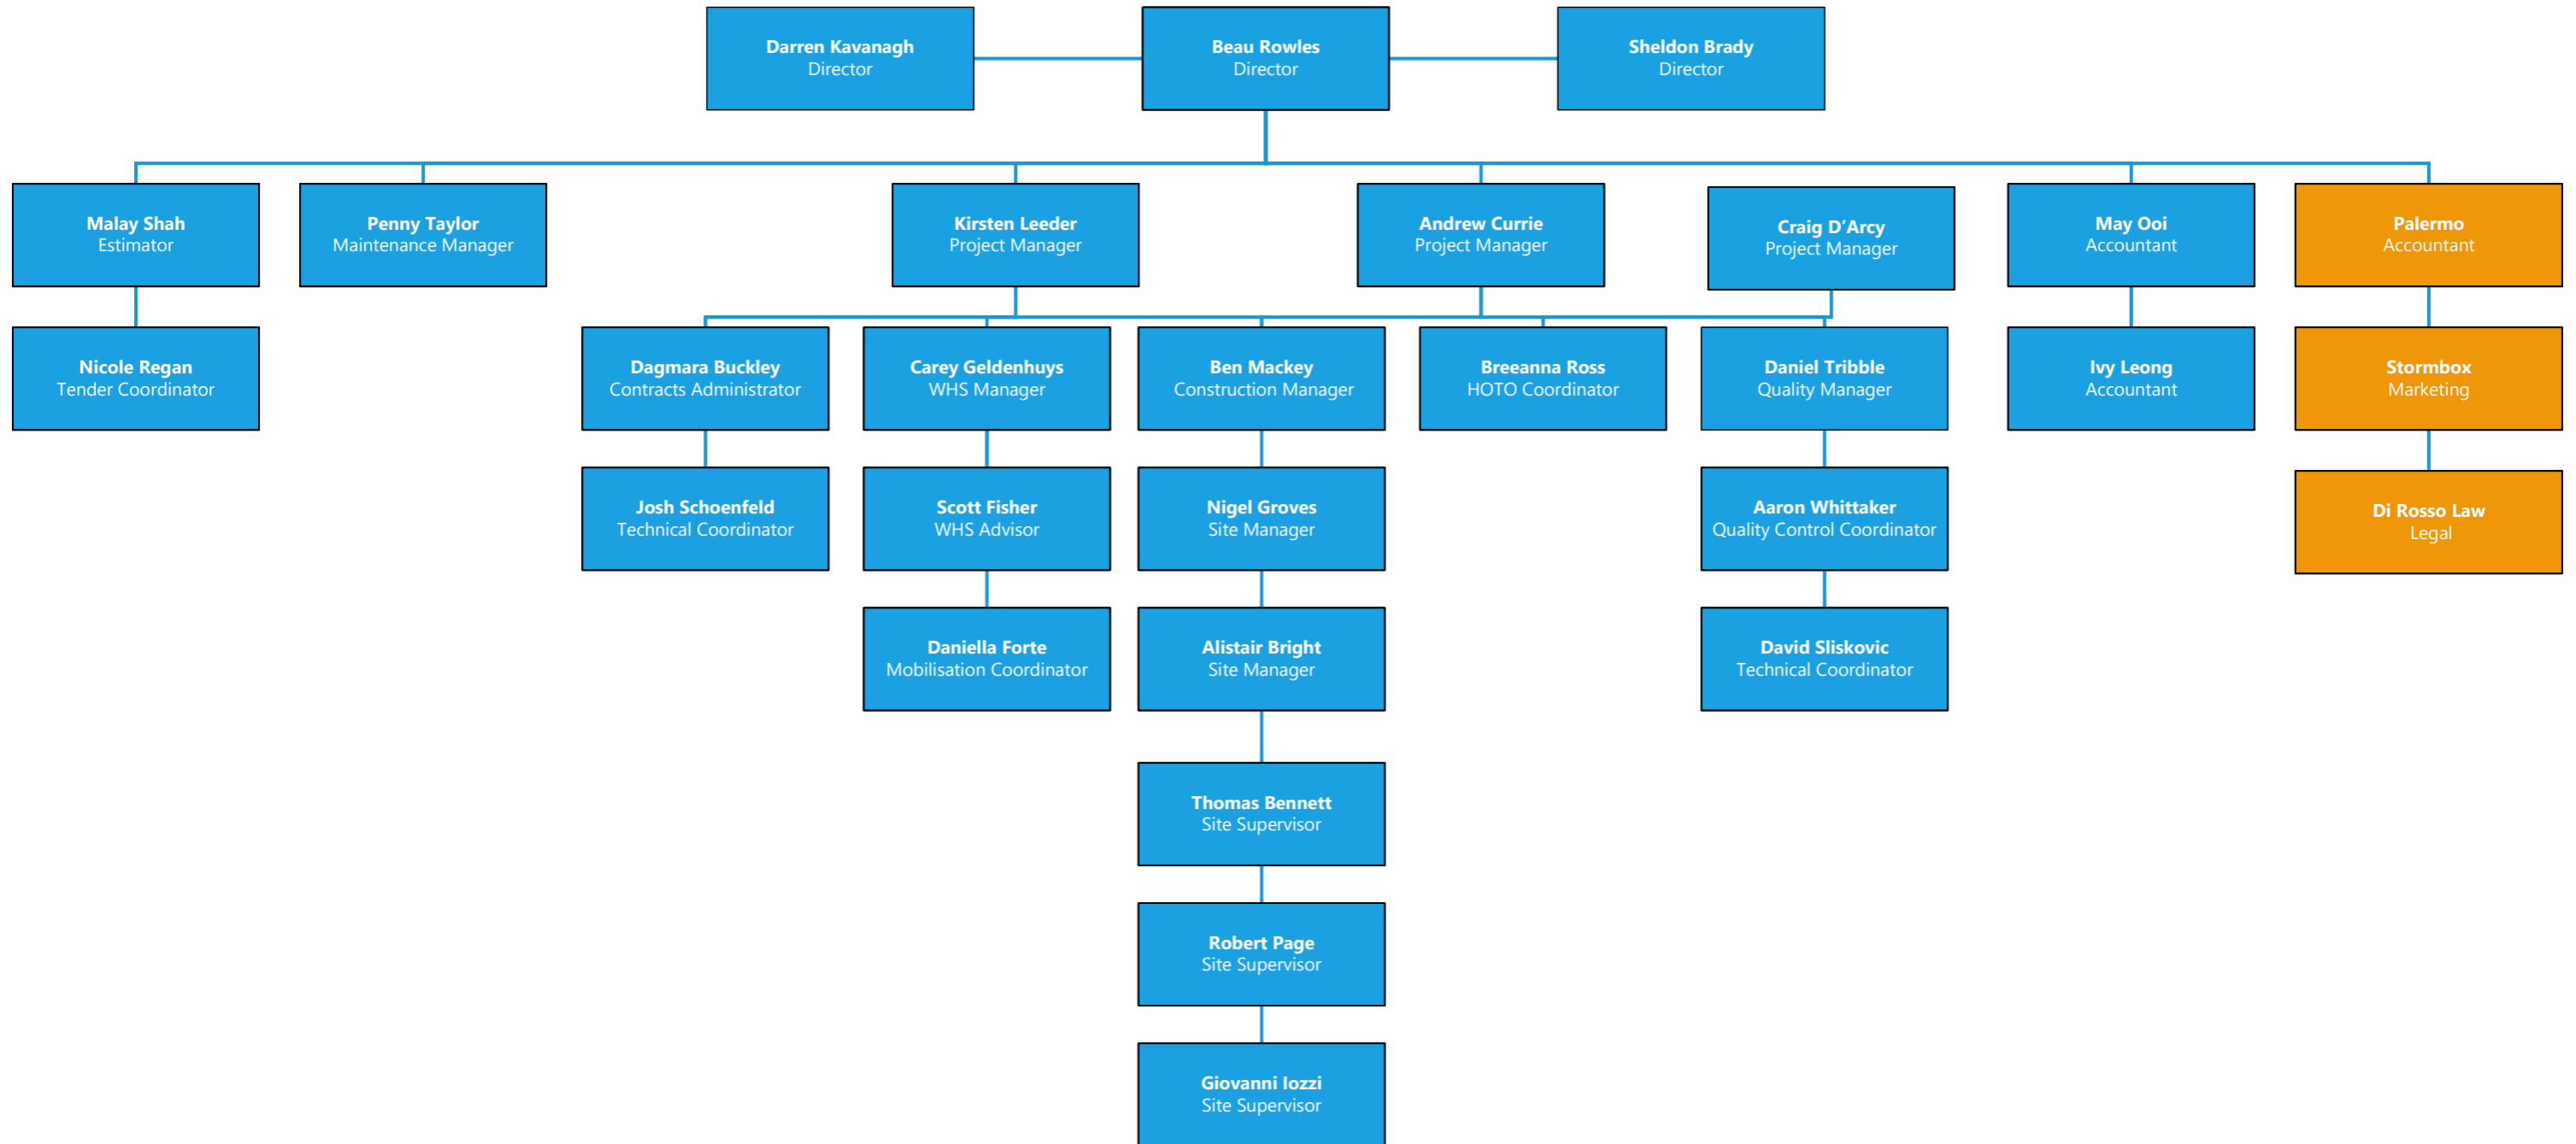 Darren Kavanagh
Director
Beau Rowles
Director
Sheldon Brady
Director
Malay Shah
Estimator
Penny Taylor
Maintenance Manager
Kirsten Leeder
Project Manager
Andrew Currie
Project Manager
Craig D’Arcy
Project Manager
May Ooi
Accountant
Palermo
Accountant
Nicole Regan
Tender Coordinator
Dagmara Buckley
Contracts Administrator
Carey Geldenhuys
WHS Manager
Ben Mackey
Construction Manager
Breeanna Ross
HOTO Coordinator
Daniel Tribble
Quality Manager
Ivy Leong
Accountant
Stormbox
Marketing
Josh Schoenfeld
Technical Coordinator
Scott Fisher
WHS Advisor
Nigel Groves
Site Manager
Aaron Whittaker
Quality Control Coordinator
Di Rosso Law
Legal
Daniella Forte
Mobilisation Coordinator
Alistair Bright
Site Manager
David Sliskovic
Technical Coordinator
Thomas Bennett
Site Supervisor
Robert Page
Site Supervisor
Giovanni Iozzi
Site Supervisor